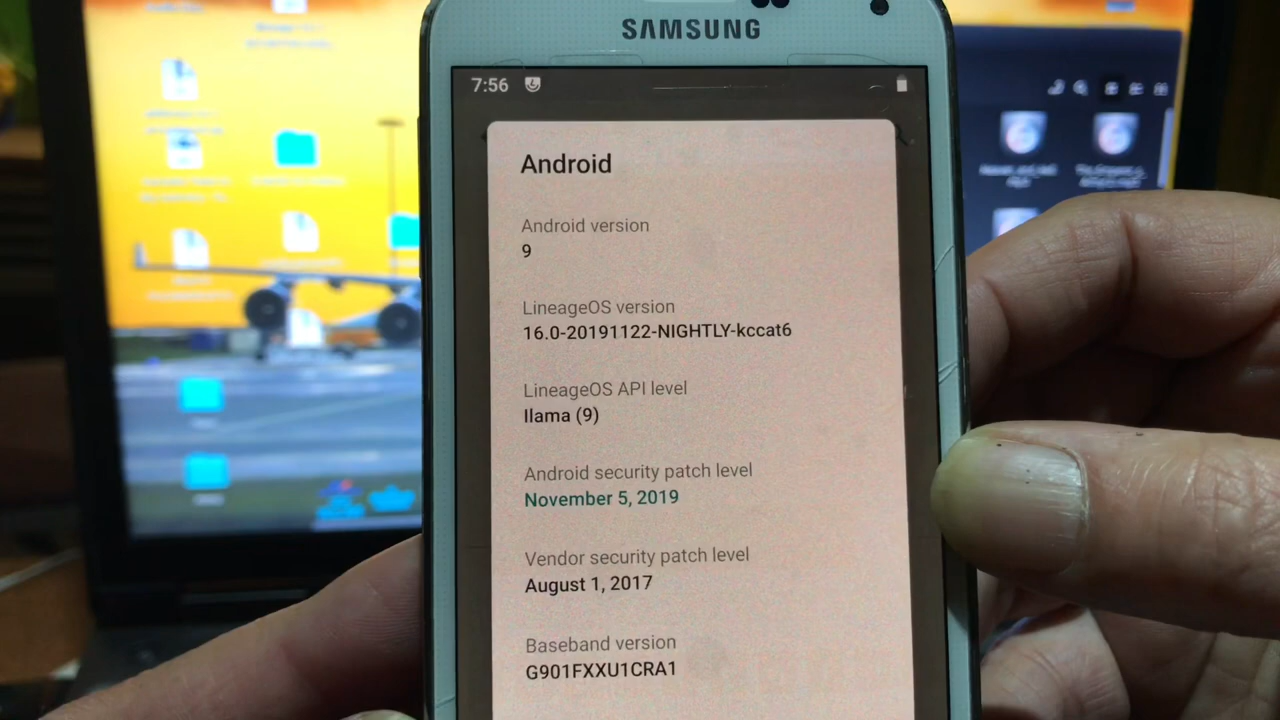 SAMSUNG
7:56
Android
Android version
9
LineageOS version
16.0-20191122-NIGHTLY-kccat6
LineageOS API level
Ilama (9)
Android security patch level
November 5, 2019
Vendor security patch level
August 1, 2017
Baseband version
G901FXXU1CRA1